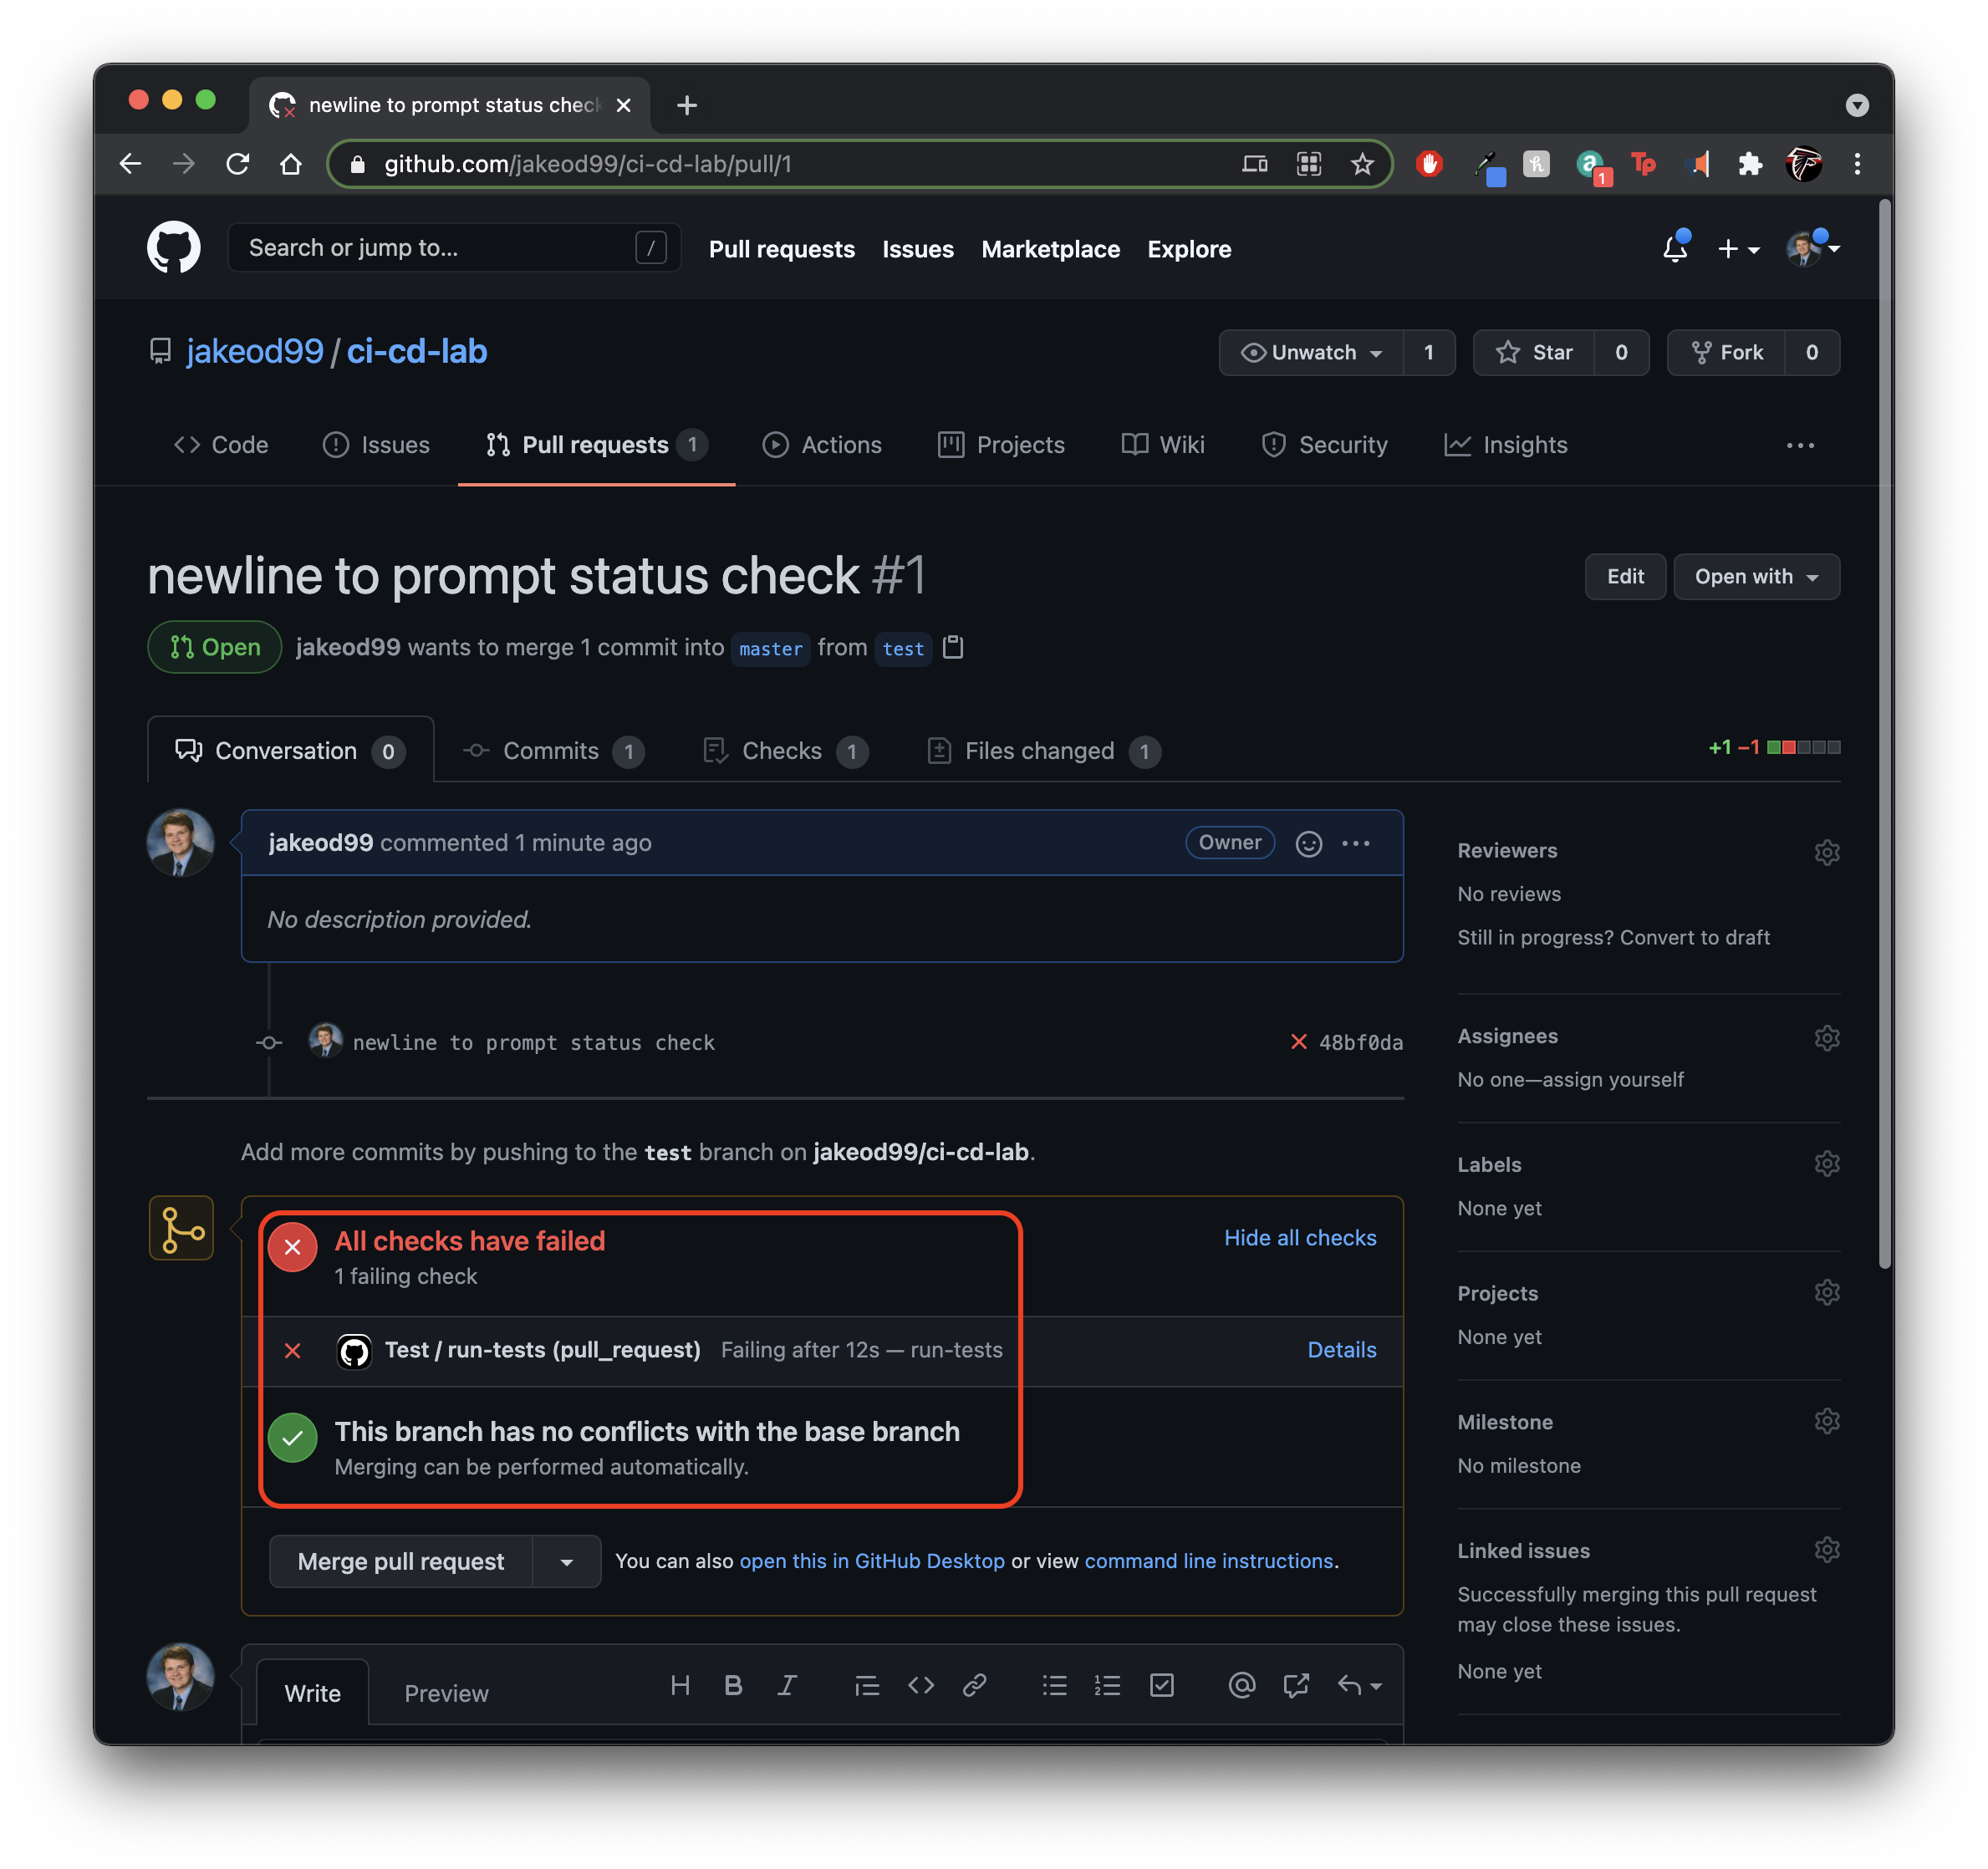 newline to prompt status chec
github.com/jakeod99/ci-cd-lab/pull/1
h
a
1
Tp
Search or jump to...
/
Pull requests
Issues
Marketplace
Explore
jakeod99 / ci-cd-lab
Unwatch 1
Star 0
Fork 0
Code
Issues
Pull requests 1
Actions
Projects
Wiki
Security
Insights
newline to prompt status check #1
Edit
Open with
Open
jakeod99 wants to merge 1 commit into master from test
Conversation 0
Commits 1
Checks 1
Files changed 1
+1 −1
jakeod99 commented 1 minute ago
Owner
No description provided.
newline to prompt status check
48bf0da
Add more commits by pushing to the test branch on jakeod99/ci-cd-lab.
All checks have failed
1 failing check
Hide all checks
Test / run-tests (pull_request) Failing after 12s — run-tests
Details
This branch has no conflicts with the base branch
Merging can be performed automatically.
Merge pull request
You can also open this in GitHub Desktop or view command line instructions.
Write
Preview
H B I
Reviewers
No reviews
Still in progress? Convert to draft
Assignees
No one—assign yourself
Labels
None yet
Projects
None yet
Milestone
No milestone
Linked issues
Successfully merging this pull request
may close these issues.
None yet